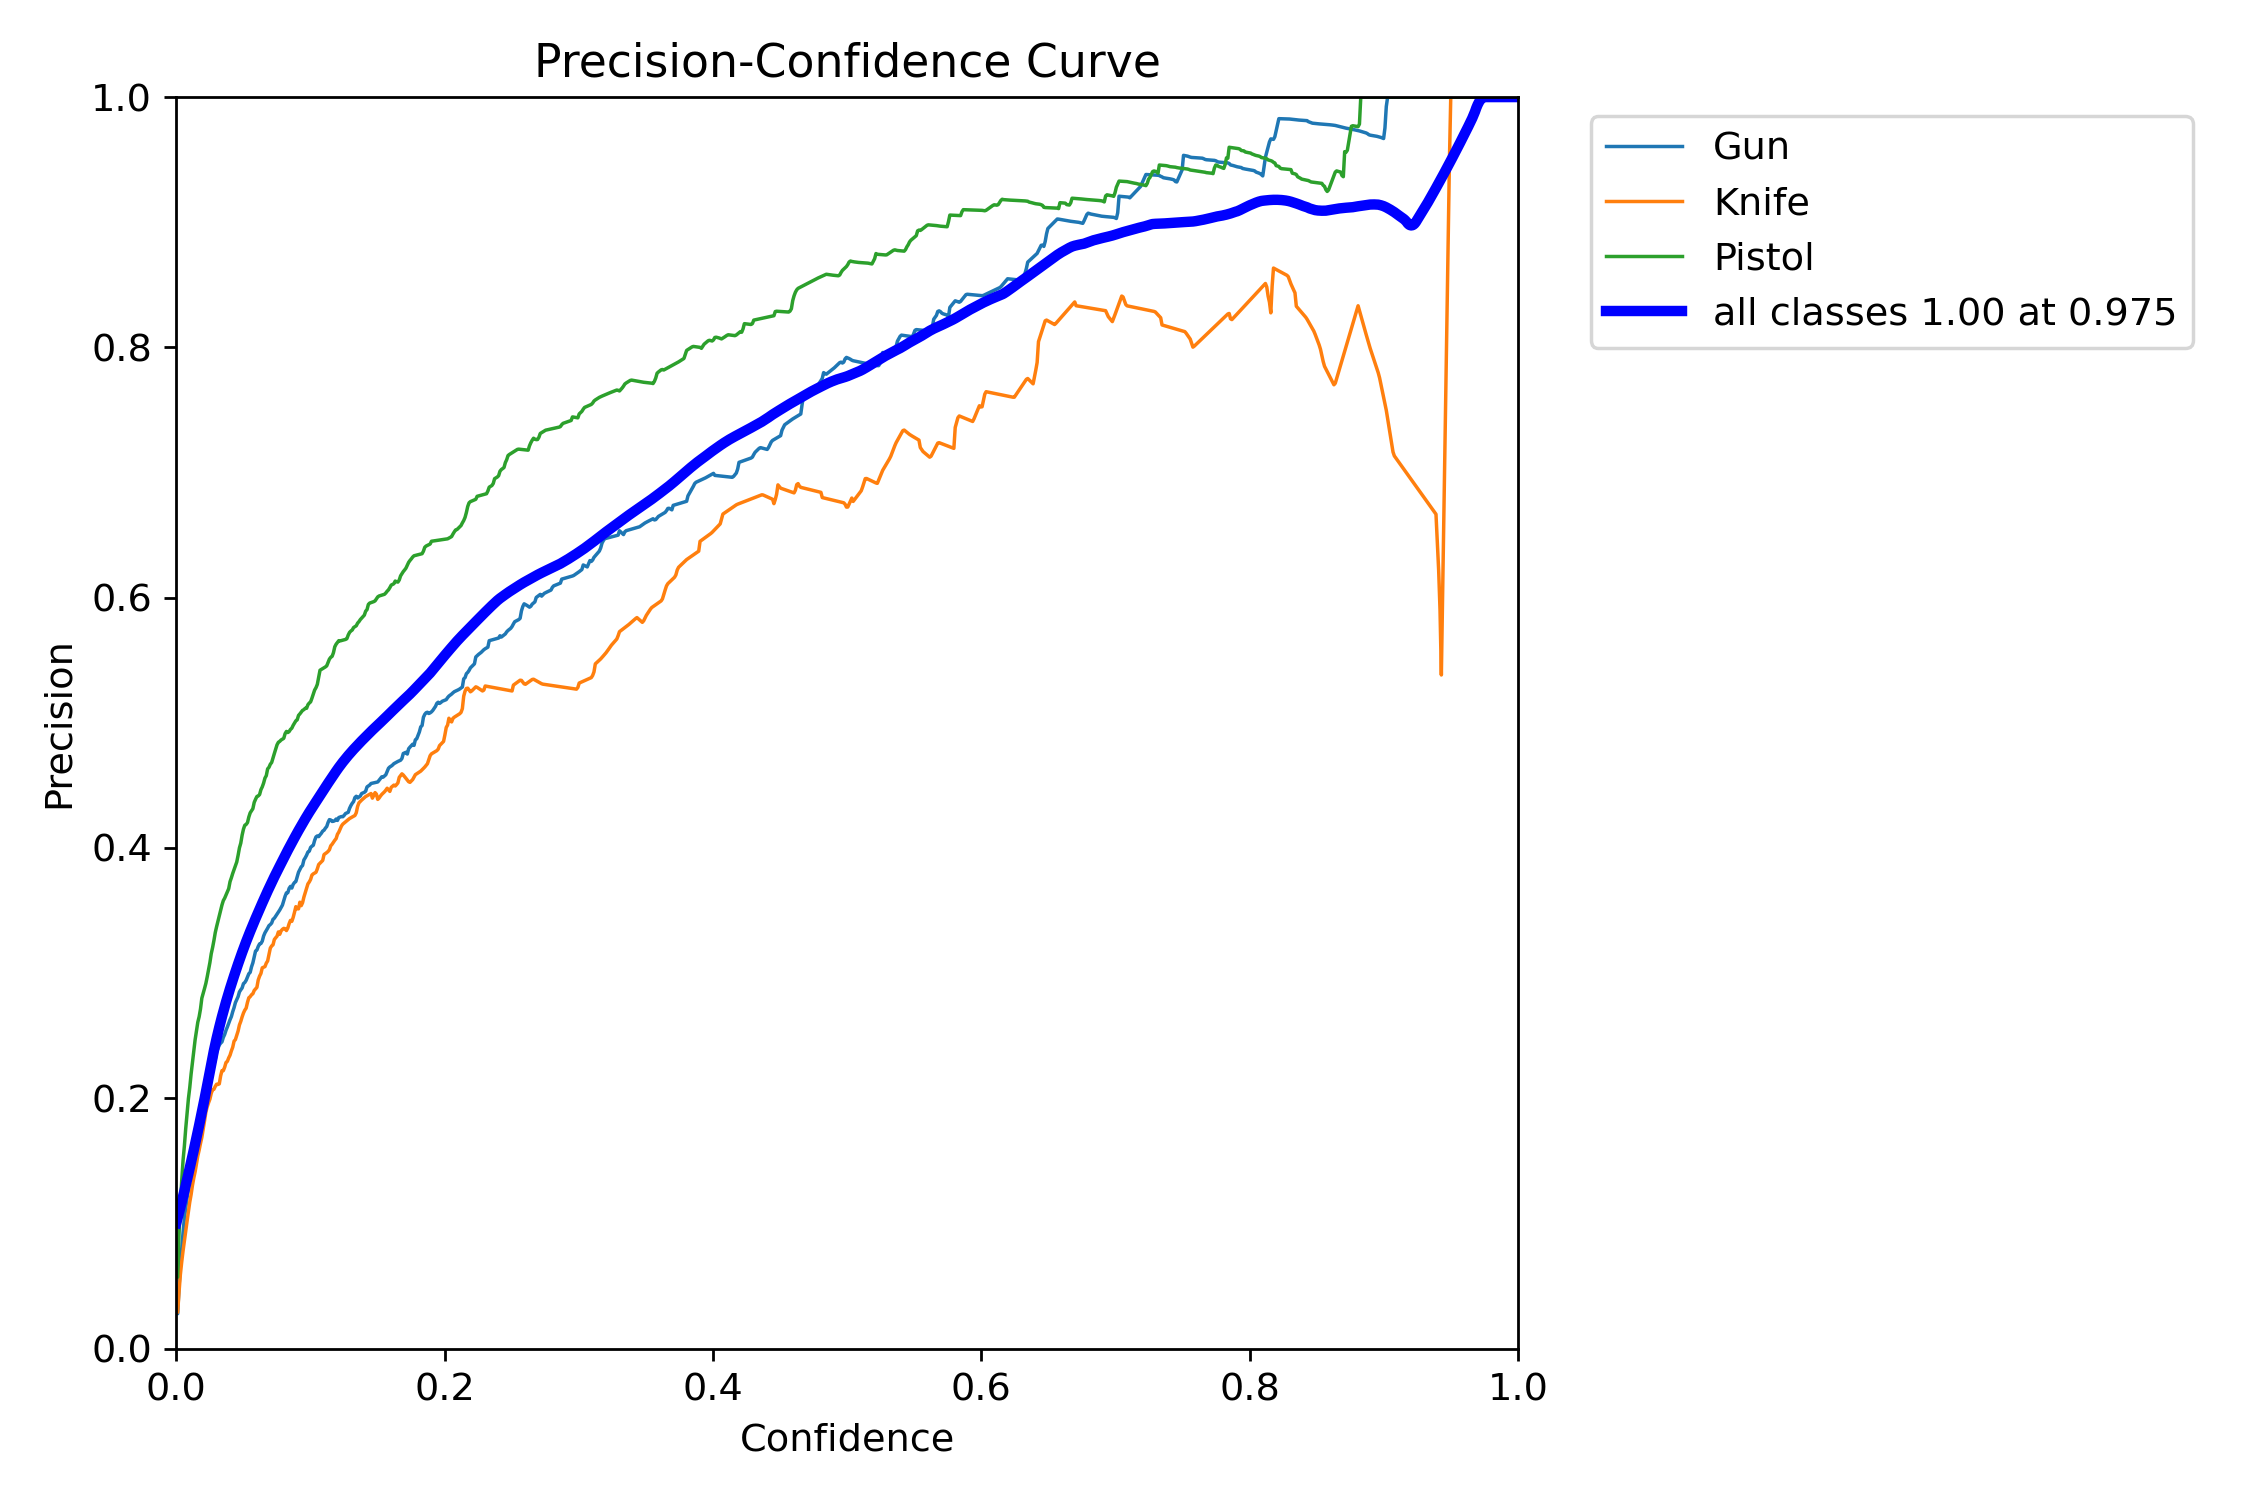 Precision-Confidence Curve
1.0
0.8
0.6
0.4
0.2
0.0
Precision
0.0 0.2 0.4 0.6 0.8 1.0
Confidence
Gun
Knife
Pistol
all classes 1.00 at 0.975